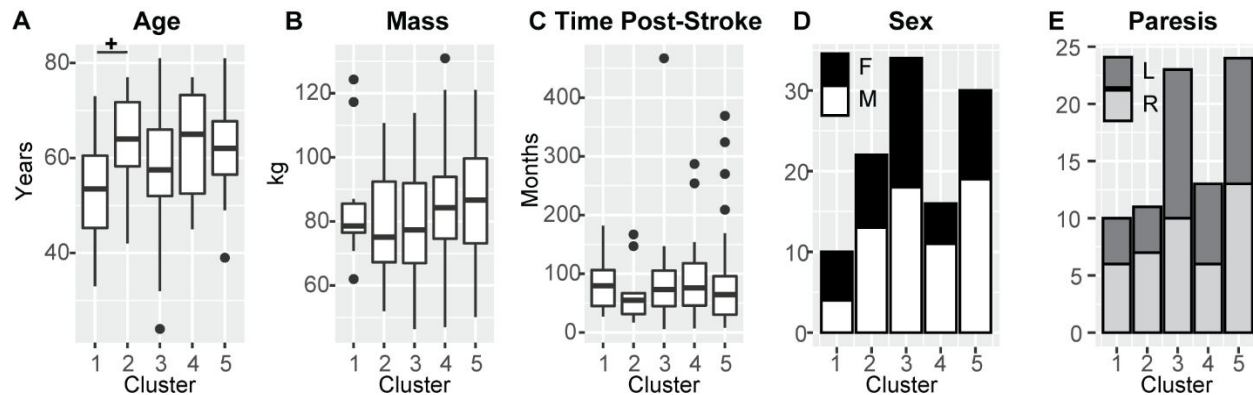 A Age
+
Years
80
60
40
1 2 3 4 5
Cluster
B Mass
kg
120
100
80
60
1 2 3 4 5
Cluster
C Time Post-Stroke
Months
400
300
200
100
0
1 2 3 4 5
Cluster
D Sex
F
M
30
20
10
0
1 2 3 4 5
Cluster
E Paresis
L
R
25
20
15
10
5
0
1 2 3 4 5
Cluster